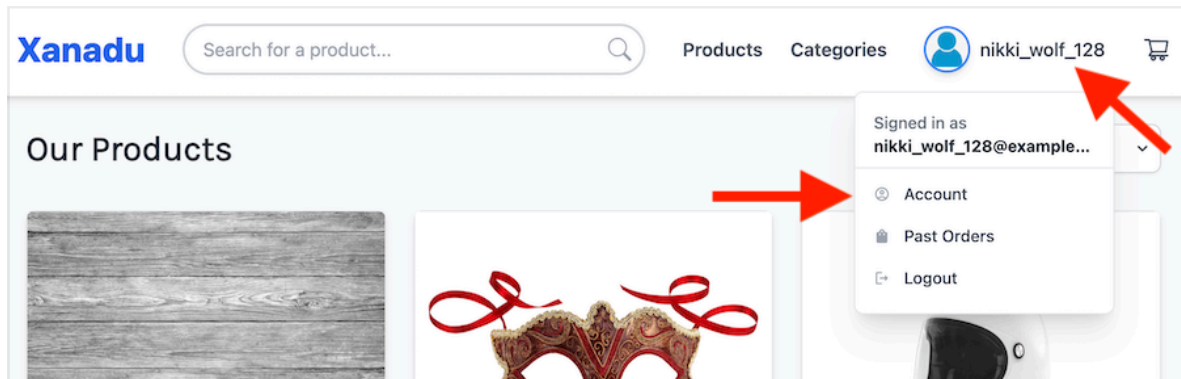 Xanadu Search for a product... Products Categories nikki_wolf_128
Our Products
Signed in as
nikki_wolf_128@example...
Account
Past Orders
Logout